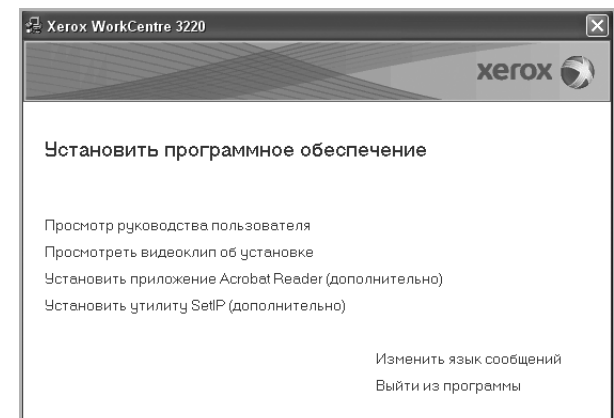 Xerox WorkCentre 3220
xerox
Установить программное обеспечение
Просмотр руководства пользователя
Просмотреть видеоклип об установке
Установить приложение Acrobat Reader (дополнительно)
Установить утилиту SetIP (дополнительно)
Изменить язык сообщений
Выйти из программы